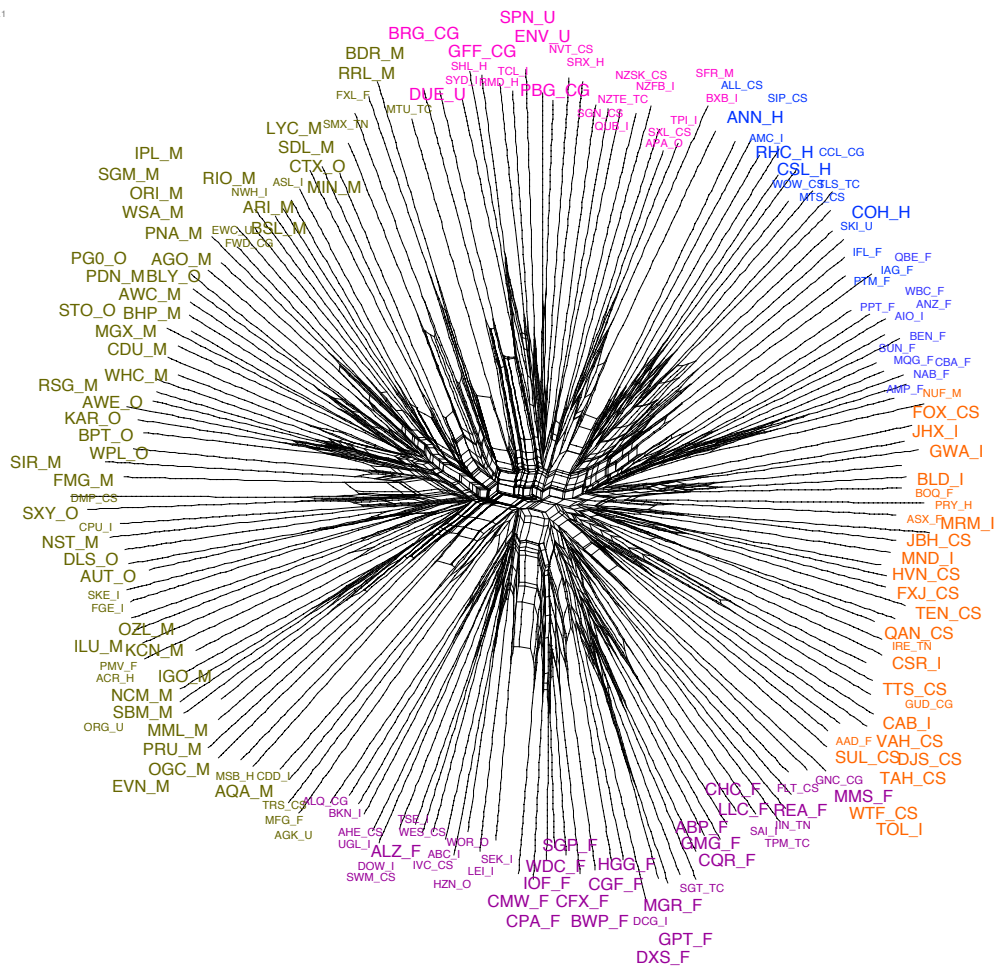 1
SPN_U
BRG_CG
ENV_U
BDR_M
GFF_CG
NVT_CS
SRX_H
SHL_H
TCL_I
RRL_M
SYD_I
RMD_H
NZSK_CS
SFR_M
NZFB_I
ALL_CS
FXL_F
DUE_U
PBG_CG
NZTE_TC
BXB_I
SIP_CS
MTU_TC
SGN_CS
ANN_H
LYC_M
SMX_TN
QUB_I
TPI_I
SXL_CS
APA_O
AMC_I
SDL_M
IPL_M
RHC_H
CCL_CG
CTX_O
SGM_M
RIO_M
ASL_I
MIN_M
CSL_H
NWH_I
WOW_CS
TLS_TC
ORI_M
MTS_CS
WSA_M
ARI_M
COH_H
PNA_M
EWC_U
BSL_M
SKI_U
FWD_CG
PG0_O
AGO_M
IFL_F
QBE_F
PDN_M
BLY_O
IAG_F
PTM_F
AWC_M
WBC_F
STO_O
BHP_M
PPT_F
ANZ_F
AIO_I
MGX_M
BEN_F
CDU_M
SUN_F
MQG_F
CBA_F
WHC_M
NAB_F
RSG_M
AMP_F
NUF_M
AWE_O
FOX_CS
KAR_O
JHX_I
BPT_O
GWA_I
WPL_O
SIR_M
FMG_M
BLD_I
DMP_CS
BOQ_F
PRY_H
SXY_O
ASX_F
MRM_I
CPU_I
NST_M
JBH_CS
DLS_O
MND_I
AUT_O
HVN_CS
SKE_I
FXJ_CS
FGE_I
TEN_CS
OZL_M
QAN_CS
ILU_M
KCN_M
IRE_TN
PMV_F
CSR_I
ACR_H
IGO_M
NCM_M
TTS_CS
SBM_M
GUD_CG
ORG_U
MML_M
CAB_I
PRU_M
AAD_F
VAH_CS
OGC_M
SUL_CS
DJS_CS
EVN_M
MSB_H
CDD_I
GNC_CG
TAH_CS
AQA_M
CHC_F
FLT_CS
MMS_F
TRS_CS
ALQ_CG
LLC_F
REA_F
MFG_F
BKN_I
WTF_CS
AGK_U
AHE_CS
TSE_I
ABP_F
SAI_I
IIN_TN
TOL_I
UGL_I
WES_CS
WOR_O
SGP_F
GMG_F
TPM_TC
ALZ_F
ABC_I
SEK_I
CQR_F
DOW_I
IVC_CS
LEI_I
WDC_F
HGG_F
SWM_CS
HZN_O
IOF_F
CGF_F
SGT_TC
CMW_F
CFX_F
MGR_F
CPA_F
BWP_F
DCG_I
GPT_F
DXS_F